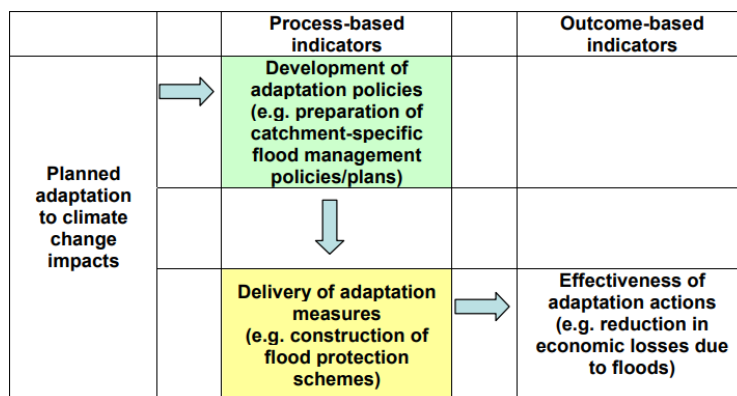 Process-based
indicators
Outcome-based
indicators
Planned
adaptation
to climate
change
impacts
Development of
adaptation policies
(e.g. preparation of
catchment-specific
flood management
policies/plans)
Delivery of adaptation
measures
(e.g. construction of
flood protection
schemes)
Effectiveness of
adaptation actions
(e.g. reduction in
economic losses due
to floods)